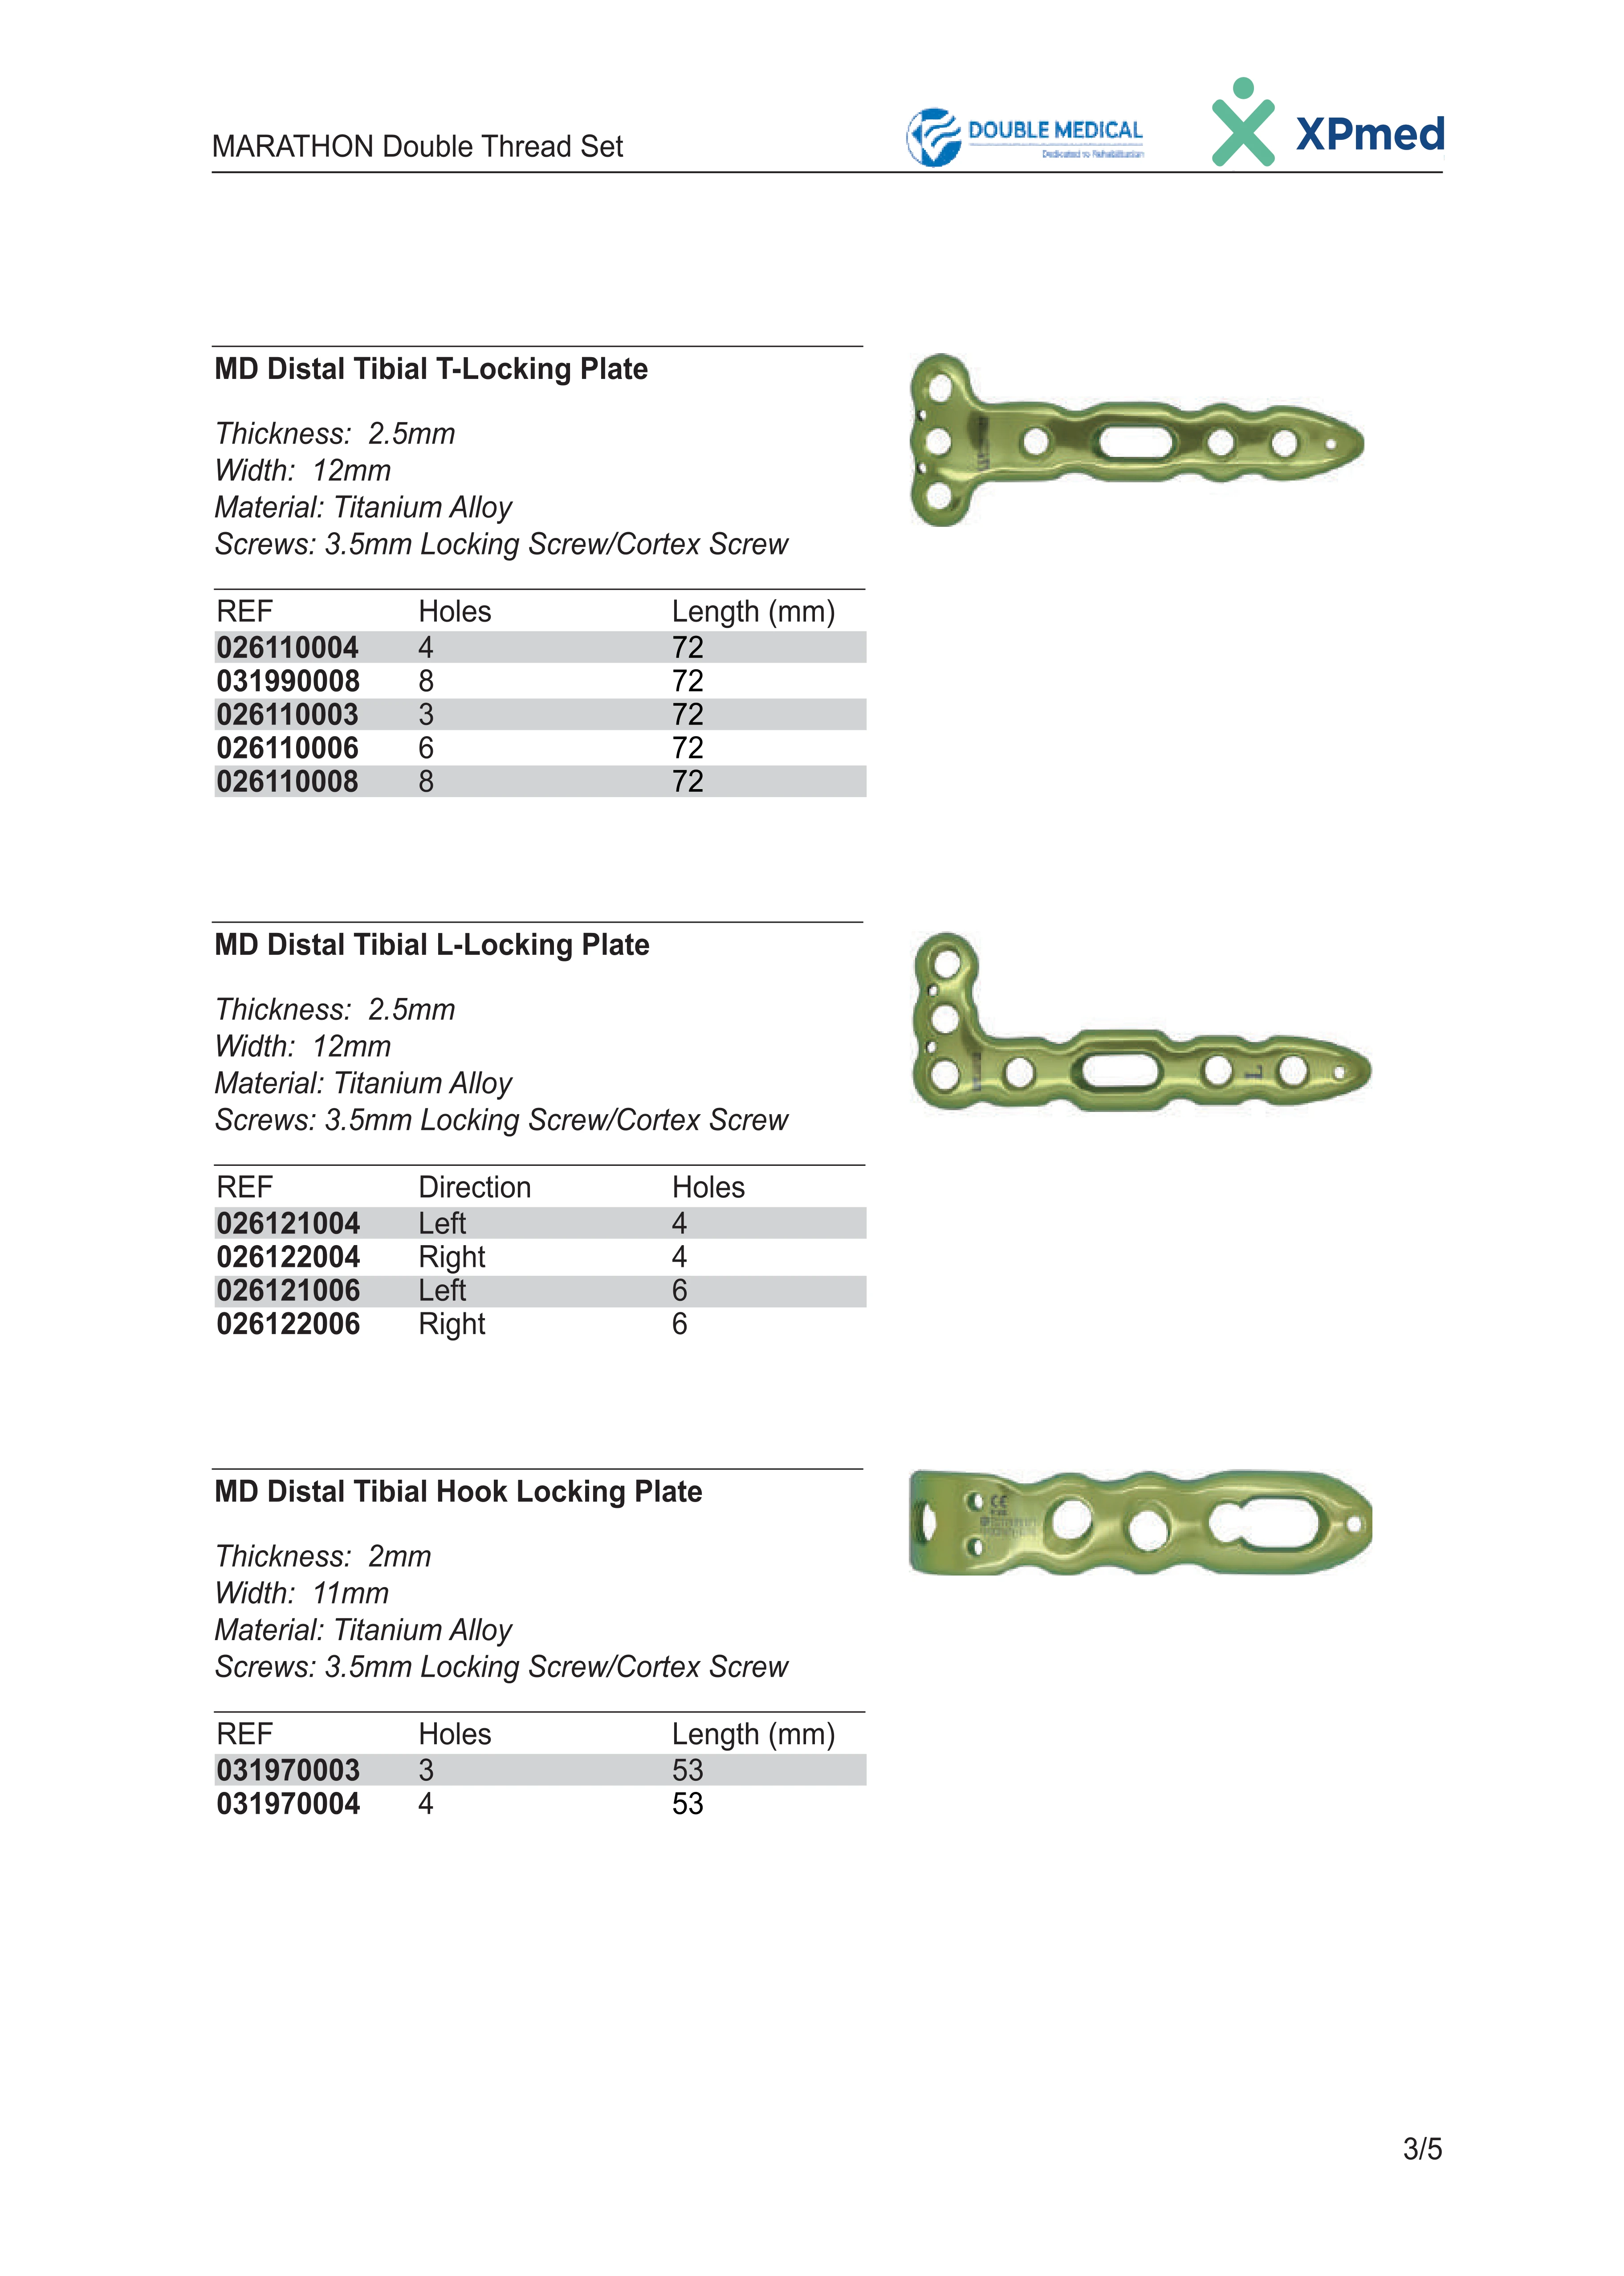 MARATHON Double Thread Set
DOUBLE MEDICAL
Dedicated to Rehabilitation
XPmed
MD Distal Tibial T-Locking Plate
Thickness: 2.5mm
Width: 12mm
Material: Titanium Alloy
Screws: 3.5mm Locking Screw/Cortex Screw
REF Holes Length (mm)
026110004 4 72
031990008 8 72
026110003 3 72
026110006 6 72
026110008 8 72
MD Distal Tibial L-Locking Plate
Thickness: 2.5mm
Width: 12mm
Material: Titanium Alloy
Screws: 3.5mm Locking Screw/Cortex Screw
L
REF Direction Holes
026121004 Left 4
026122004 Right 4
026121006 Left 6
026122006 Right 6
MD Distal Tibial Hook Locking Plate
CE
Thickness: 2mm
Width: 11mm
Material: Titanium Alloy
Screws: 3.5mm Locking Screw/Cortex Screw
REF Holes Length (mm)
031970003 3 53
031970004 4 53
3/5